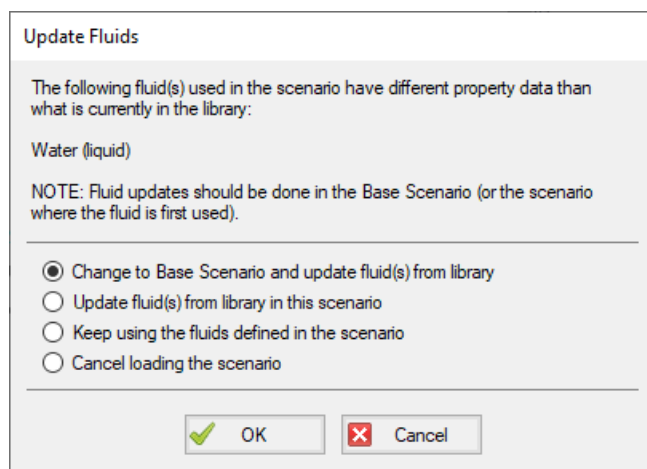 Update Fluids
The following fluid(s) used in the scenario have different property data than
what is currently in the library:
Water (liquid)
NOTE: Fluid updates should be done in the Base Scenario (or the scenario
where the fluid is first used).
Change to Base Scenario and update fluid(s) from library
Update fluid(s) from library in this scenario
Keep using the fluids defined in the scenario
Cancel loading the scenario
OK
Cancel